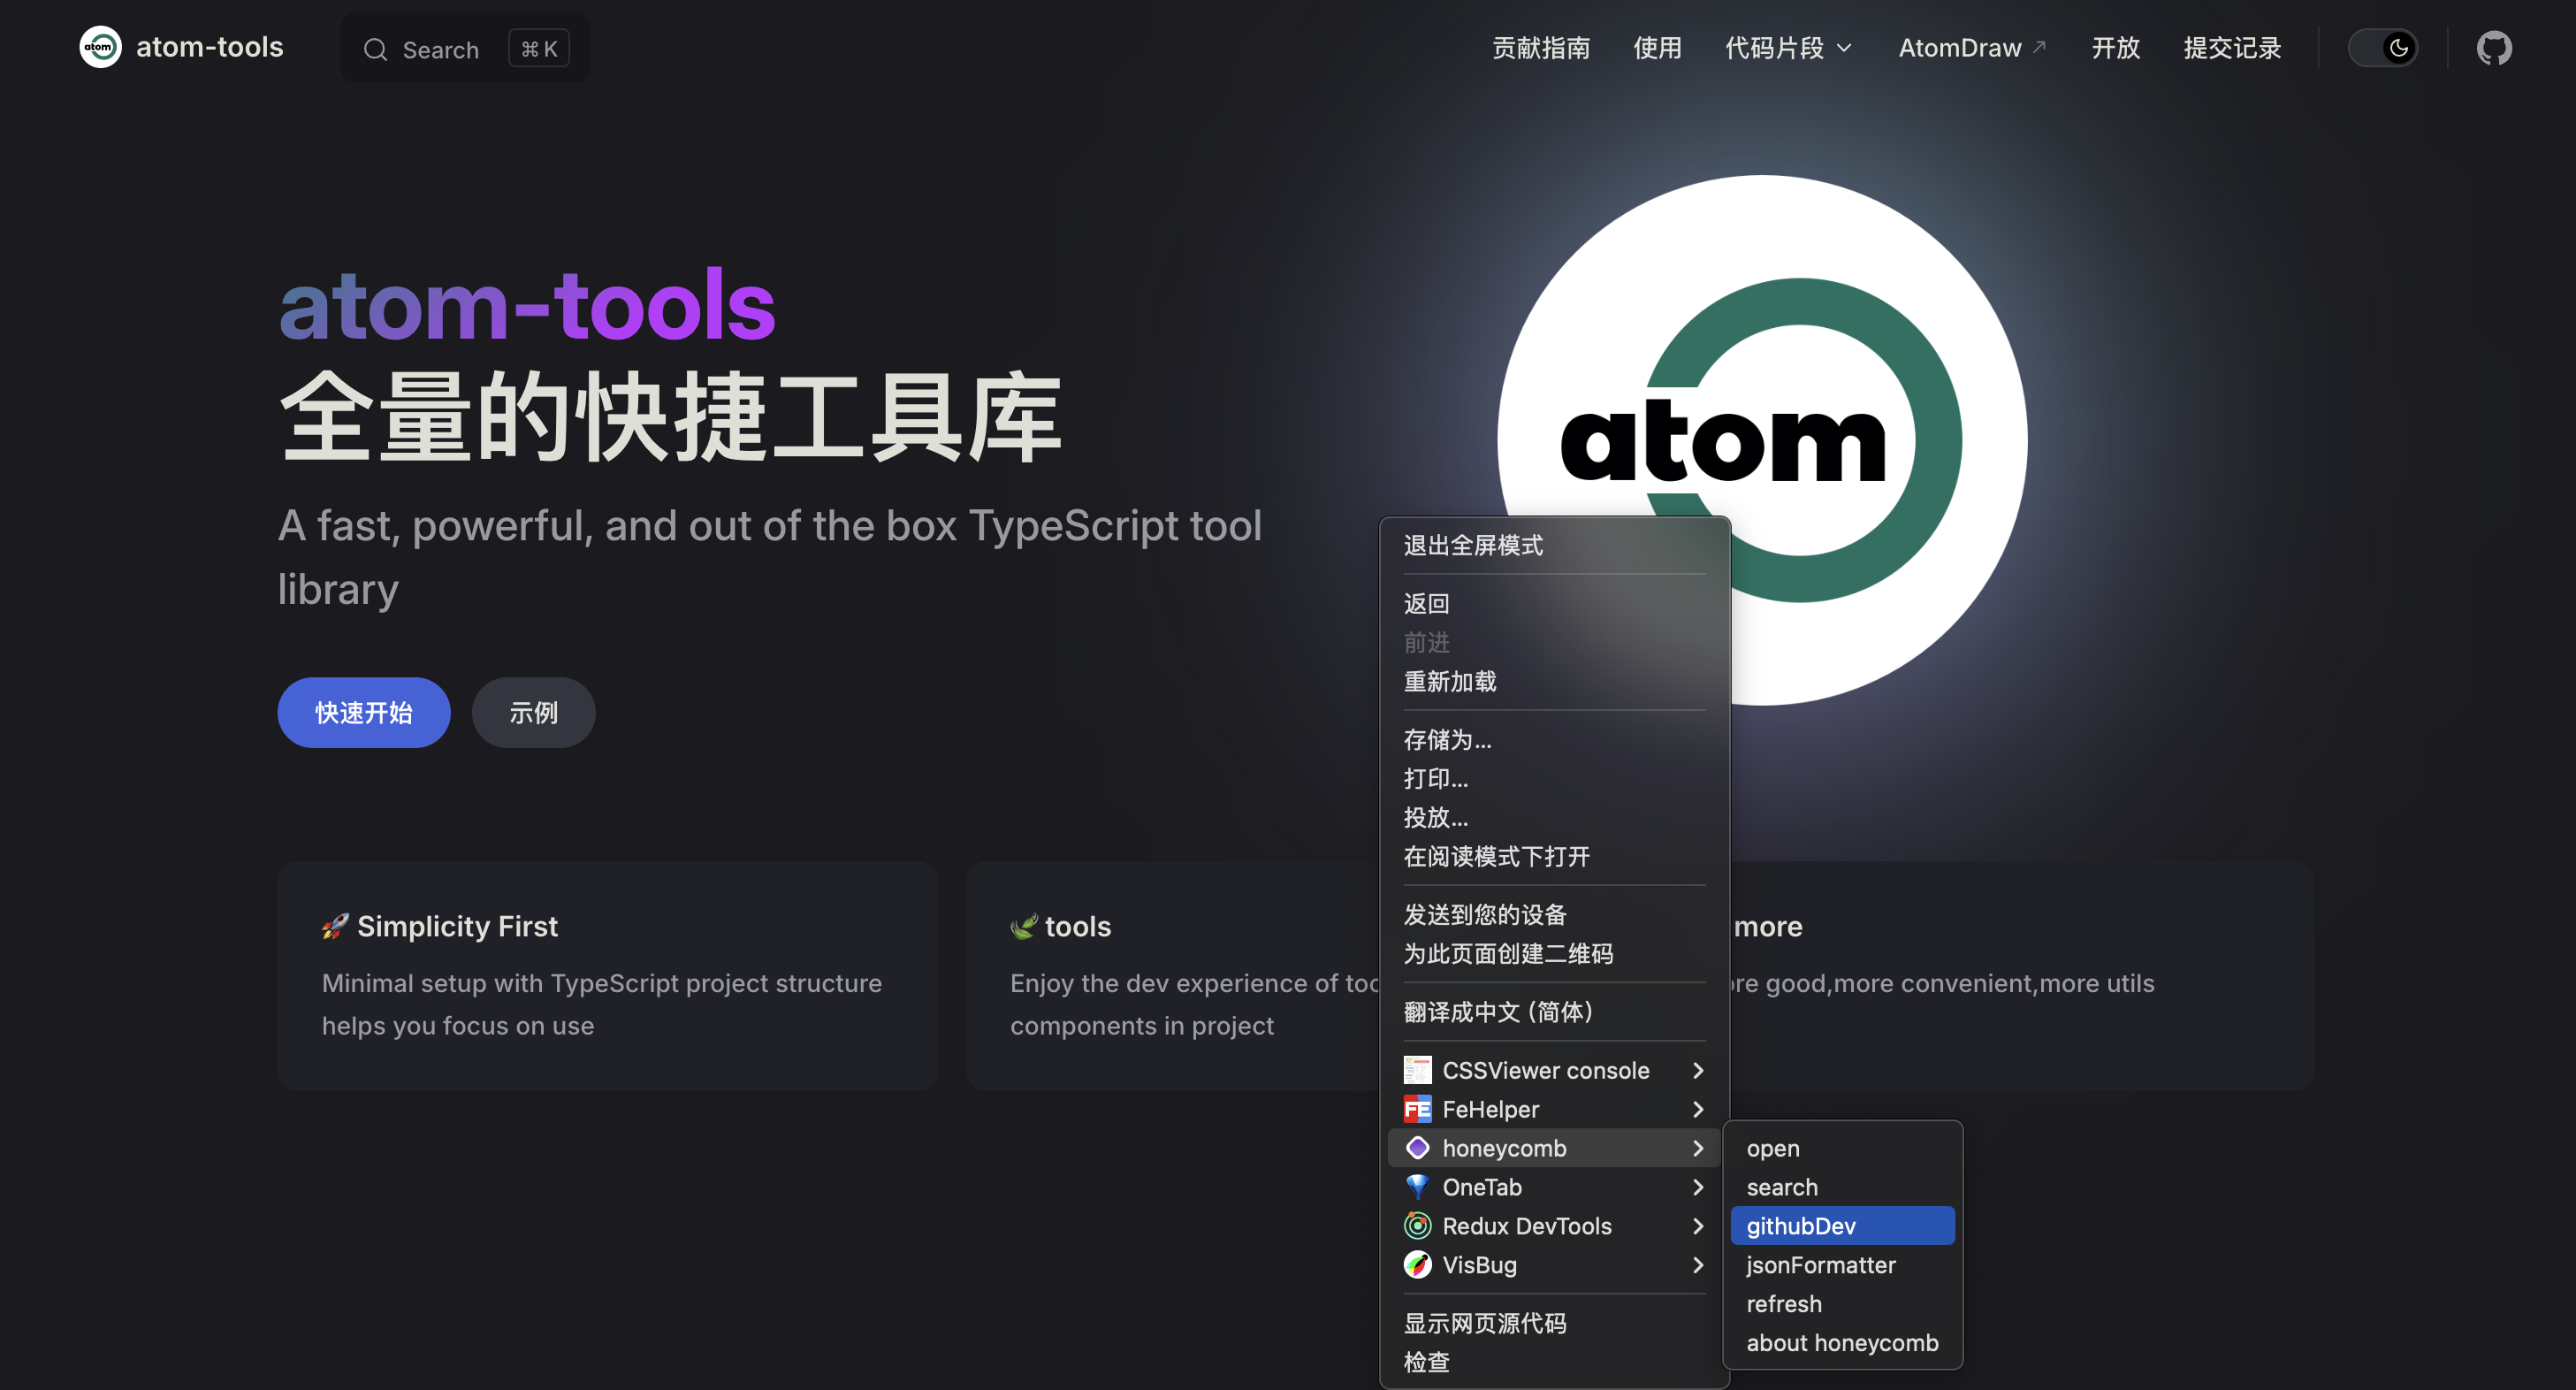 atom
atom-tools
Search
⌘ K
贡献指南
使用
代码片段
AtomDraw
开放
提交记录
atom-tools
全量的快捷工具库
A fast, powerful, and out of the box TypeScript tool
library
快速开始
示例
atom
🚀 Simplicity First
Minimal setup with TypeScript project structure
helps you focus on use
🌿 tools
Enjoy the dev experience of
components in project
more
good,more convenient,more utils
退出全屏模式
返回
前进
重新加载
存储为...
打印...
投放...
在阅读模式下打开
发送到您的设备
为此页面创建二维码
翻译成中文 (简体)
CSSViewer console
FE FeHelper
honeycomb
OneTab
Redux DevTools
VisBug
显示网页源代码
检查
open
search
githubDev
jsonFormatter
refresh
about honeycomb